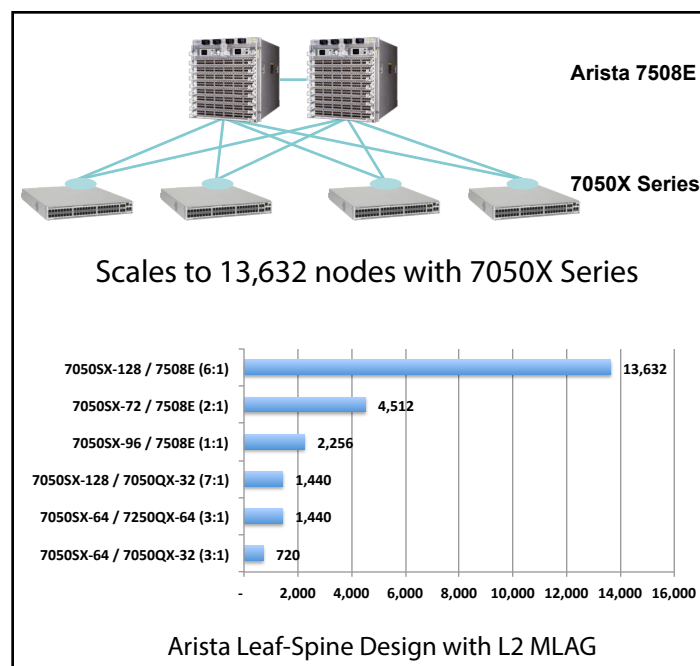 Arista 7508E
7050X Series
Scales to 13,632 nodes with 7050X Series
7050SX-128 / 7508E (6:1)
13,632
7050SX-72 / 7508E (2:1)
4,512
7050SX-96 / 7508E (1:1)
2,256
7050SX-128 / 7050QX-32 (7:1)
1,440
7050SX-64 / 7250QX-64 (3:1)
1,440
7050SX-64 / 7050QX-32 (3:1)
720
- 2,000 4,000 6,000 8,000 10,000 12,000 14,000 16,000
Arista Leaf-Spine Design with L2 MLAG